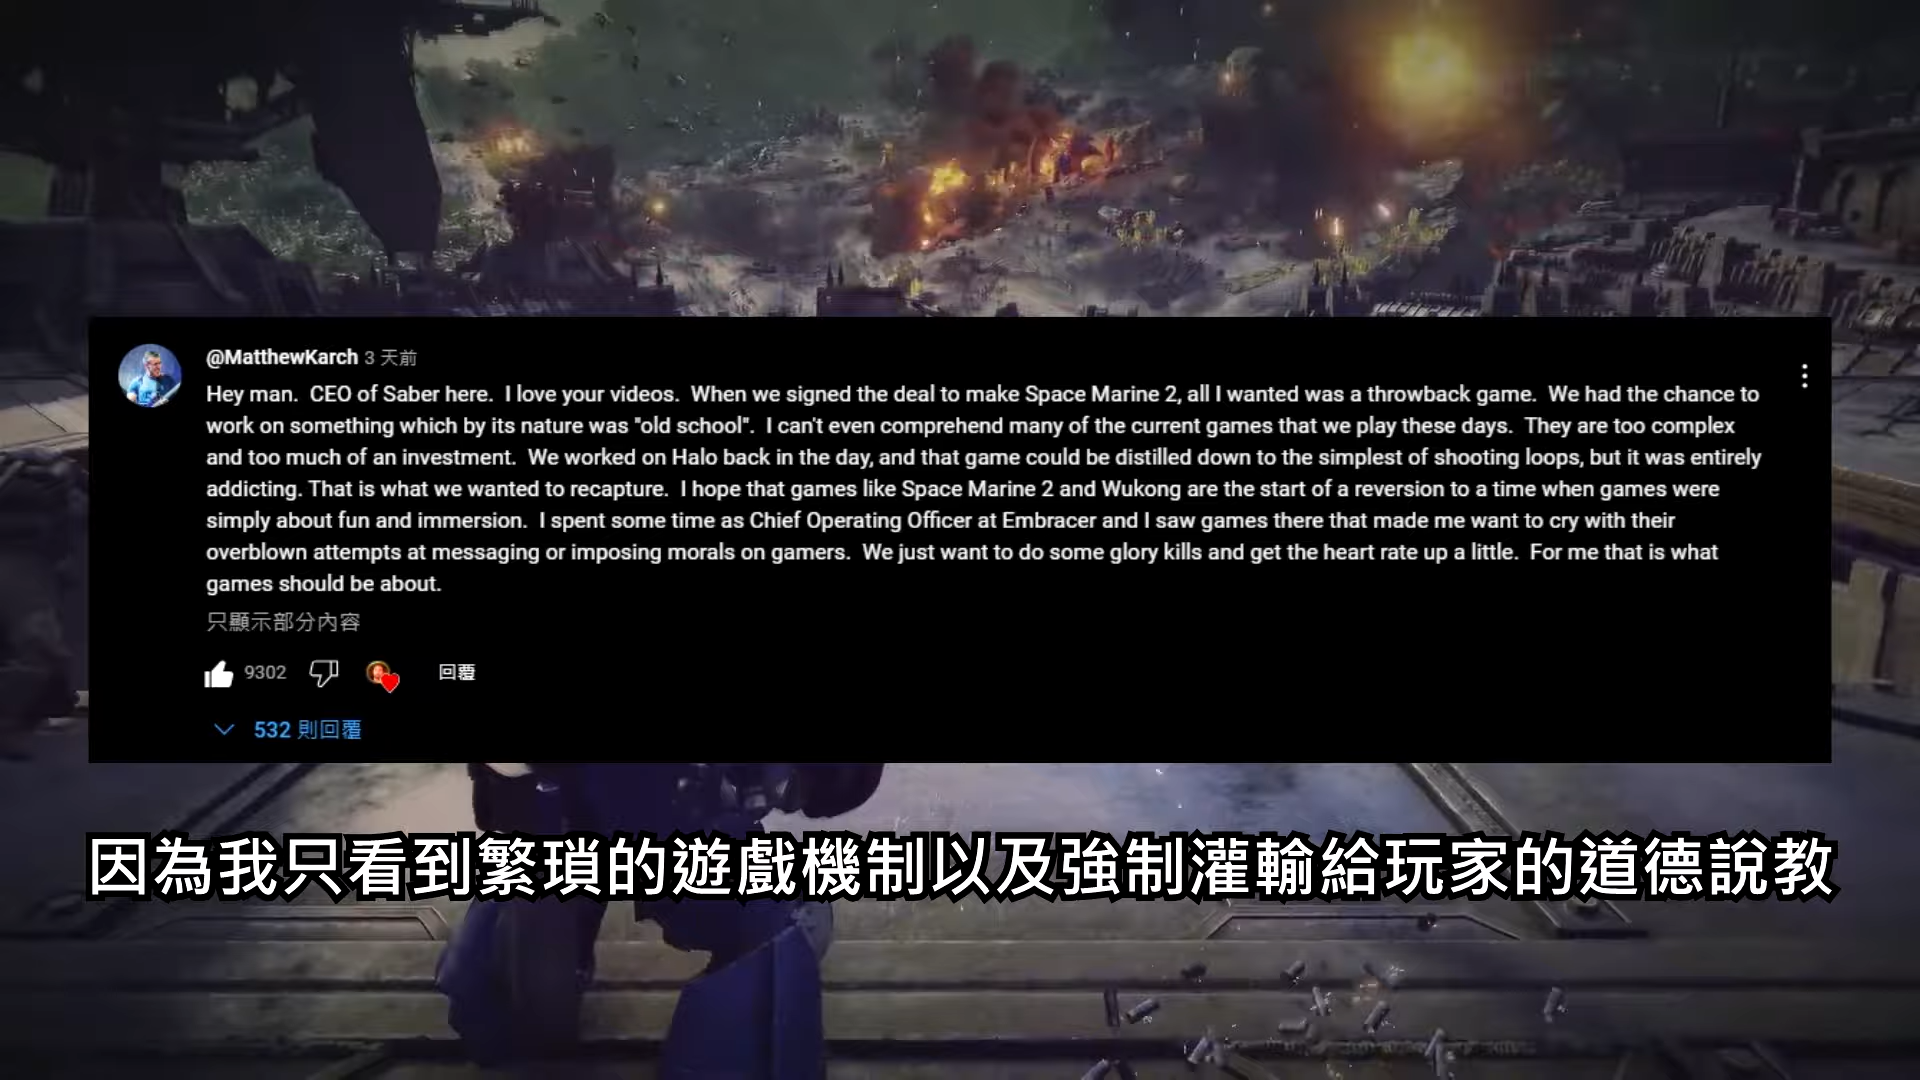 @MatthewKarch 3 天前
Hey man.  CEO of Saber here.  I love your videos.  When we signed the deal to make Space Marine 2, all I wanted was a throwback game.  We had the chance to
work on something which by its nature was "old school".  I can't even comprehend many of the current games that we play these days.  They are too complex
and too much of an investment.  We worked on Halo back in the day, and that game could be distilled down to the simplest of shooting loops, but it was entirely
addicting. That is what we wanted to recapture.  I hope that games like Space Marine 2 and Wukong are the start of a reversion to a time when games were
simply about fun and immersion.  I spent some time as Chief Operating Officer at Embracer and I saw games there that made me want to cry with their
overblown attempts at messaging or imposing morals on gamers.  We just want to do some glory kills and get the heart rate up a little.  For me that is what
games should be about.
只顯示部分內容
9302 回覆
532 則回覆
因為我只看到繁瑣的遊戲機制以及強制灌輸給玩家的道德說教